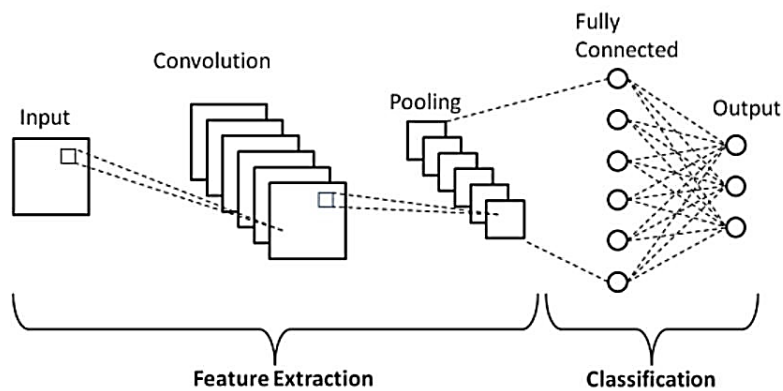 Fully
Connected
Convolution
Pooling
Input
Output
Feature Extraction
Classification